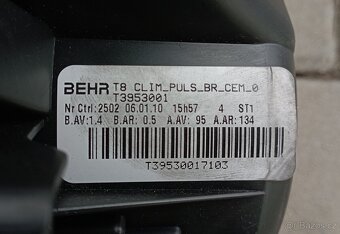 BEHR T8 CLIM_PULS_BR_CEM_0
T3953001
Nr Ctrl:2502 06.01.10 15h57 4 ST1
B.AV:1.4 B.AR: 0.5 A.AV: 95 A.AR:134
T39530017103